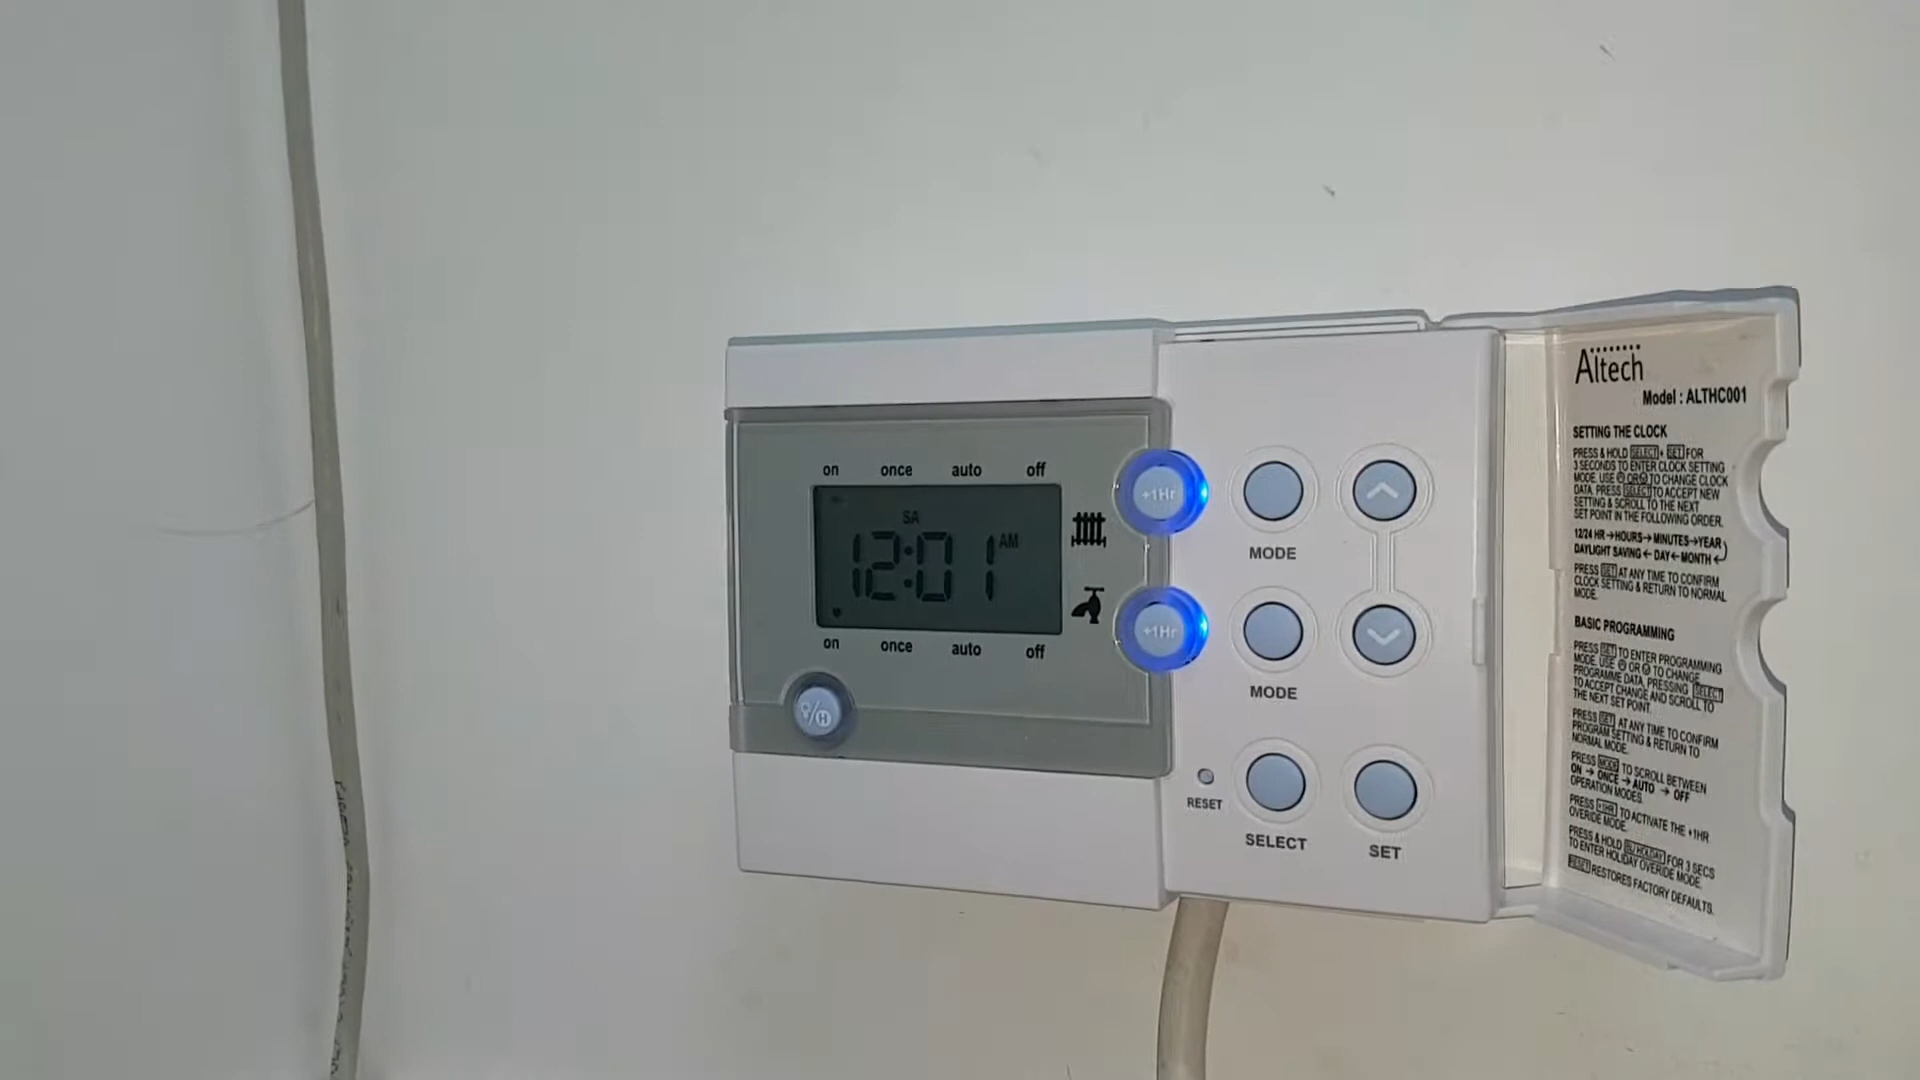 on once auto off
SA
12:01 AM
on once auto off
+1Hr
+1Hr
MODE
MODE
RESET
SELECT
SET
Altech
Model : ALTHC001
SETTING THE CLOCK
PRESS & HOLD SELECT + SET FOR
3 SECONDS TO ENTER CLOCK SETTING
MODE. USE OR TO CHANGE CLOCK
DATA. PRESS SELECT TO ACCEPT NEW
SETTING & SCROLL TO THE NEXT
SET POINT IN THE FOLLOWING ORDER,
12/24 HR → HOURS → MINUTES → YEAR
DAYLIGHT SAVING ← DAY ← MONTH ←
PRESS SET AT ANY TIME TO CONFIRM
CLOCK SETTING & RETURN TO NORMAL
MODE.
BASIC PROGRAMMING
PRESS SET TO ENTER PROGRAMMING
MODE. USE OR TO CHANGE
PROGRAMME DATA, PRESSING SELECT
TO ACCEPT CHANGE AND SCROLL TO
THE NEXT SET POINT.
PRESS SET AT ANY TIME TO CONFIRM
PROGRAM SETTING & RETURN TO
NORMAL MODE.
PRESS MODE TO SCROLL BETWEEN
ON → ONCE → AUTO → OFF
OPERATION MODES.
PRESS +1HR TO ACTIVATE THE +1HR
OVERIDE MODE.
PRESS & HOLD HOLIDAY FOR 3 SECS
TO ENTER HOLIDAY OVERIDE MODE.
RESET RESTORES FACTORY DEFAULTS.